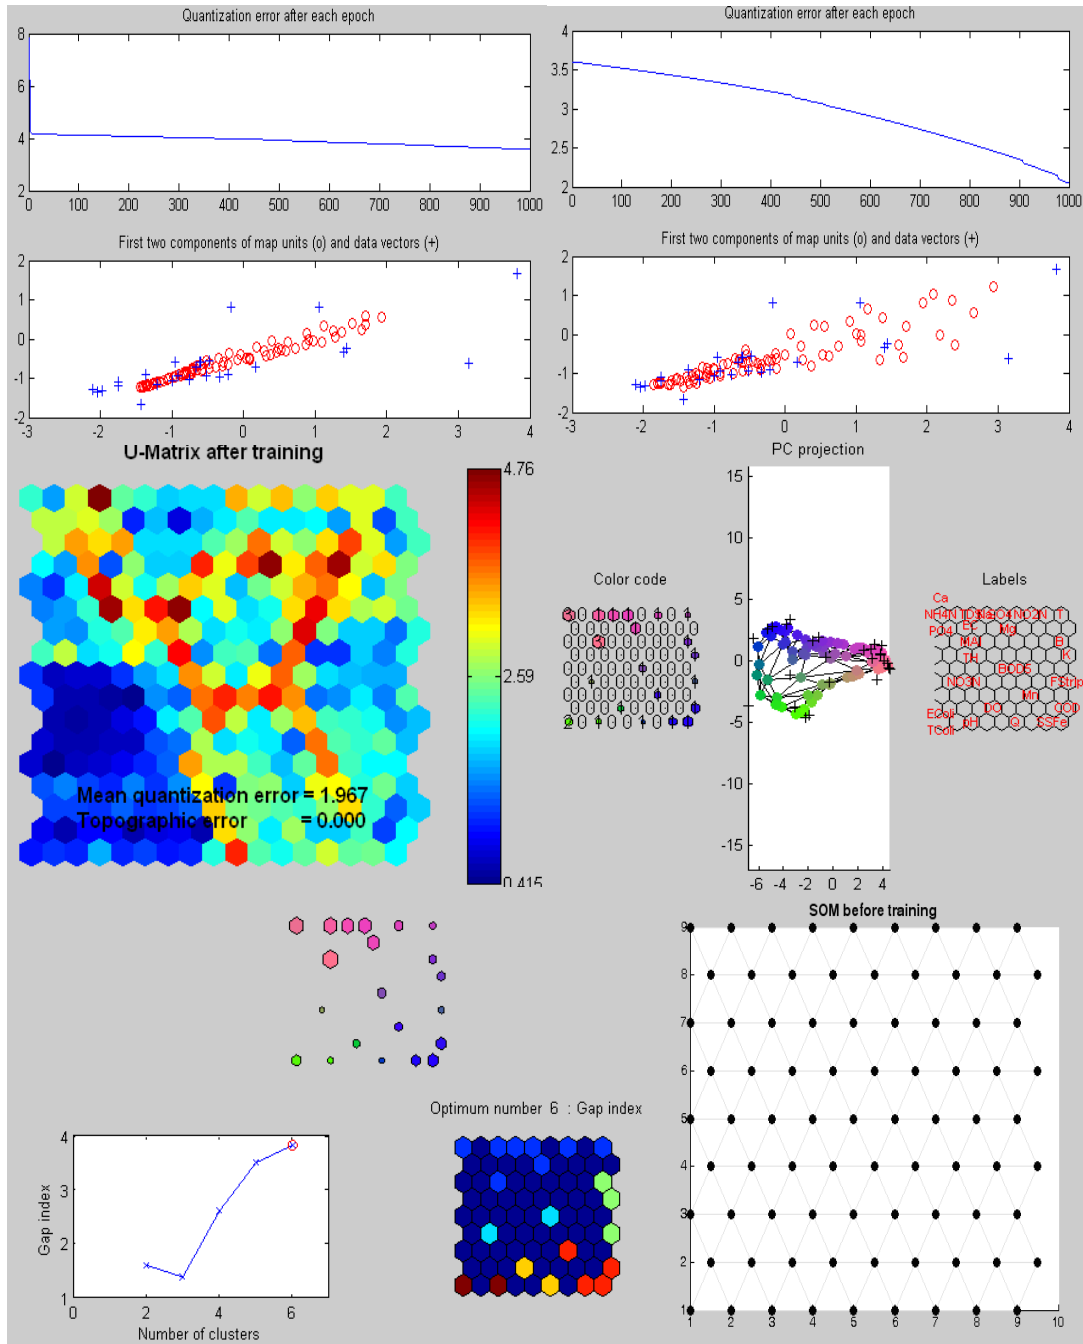 Quantization error after each epoch
8
6
4
2
0 100 200 300 400 500 600 700 800 900 1000
Quantization error after each epoch
4
3.5
3
2.5
2
0 100 200 300 400 500 600 700 800 900 1000
First two components of map units (o) and data vectors (+)
2
1
0
-1
-2
-3 -2 -1 0 1 2 3 4
First two components of map units (o) and data vectors (+)
2
1
0
-1
-2
-3 -2 -1 0 1 2 3 4
U-Matrix after training
4.76
2.59
0.415
Mean quantization error = 1.967
Topographic error = 0.000
PC projection
15
10
5
0
-5
-10
-15
-6 -4 -2 0 2 4
Color code
Labels
Ca
NH4N
NO2N
T
PO4
EC
Mg
MAl
B
TH
K
BOD5
NO3N
Strip
Mn
DO
COD
EColi
TColi
pH
Q
SSFe
SOM before training
9
8
7
6
5
4
3
2
1
1 2 3 4 5 6 7 8 9 10
Optimum number 6 : Gap index
Gap index
4
3
2
1
0 2 4 6
Number of clusters